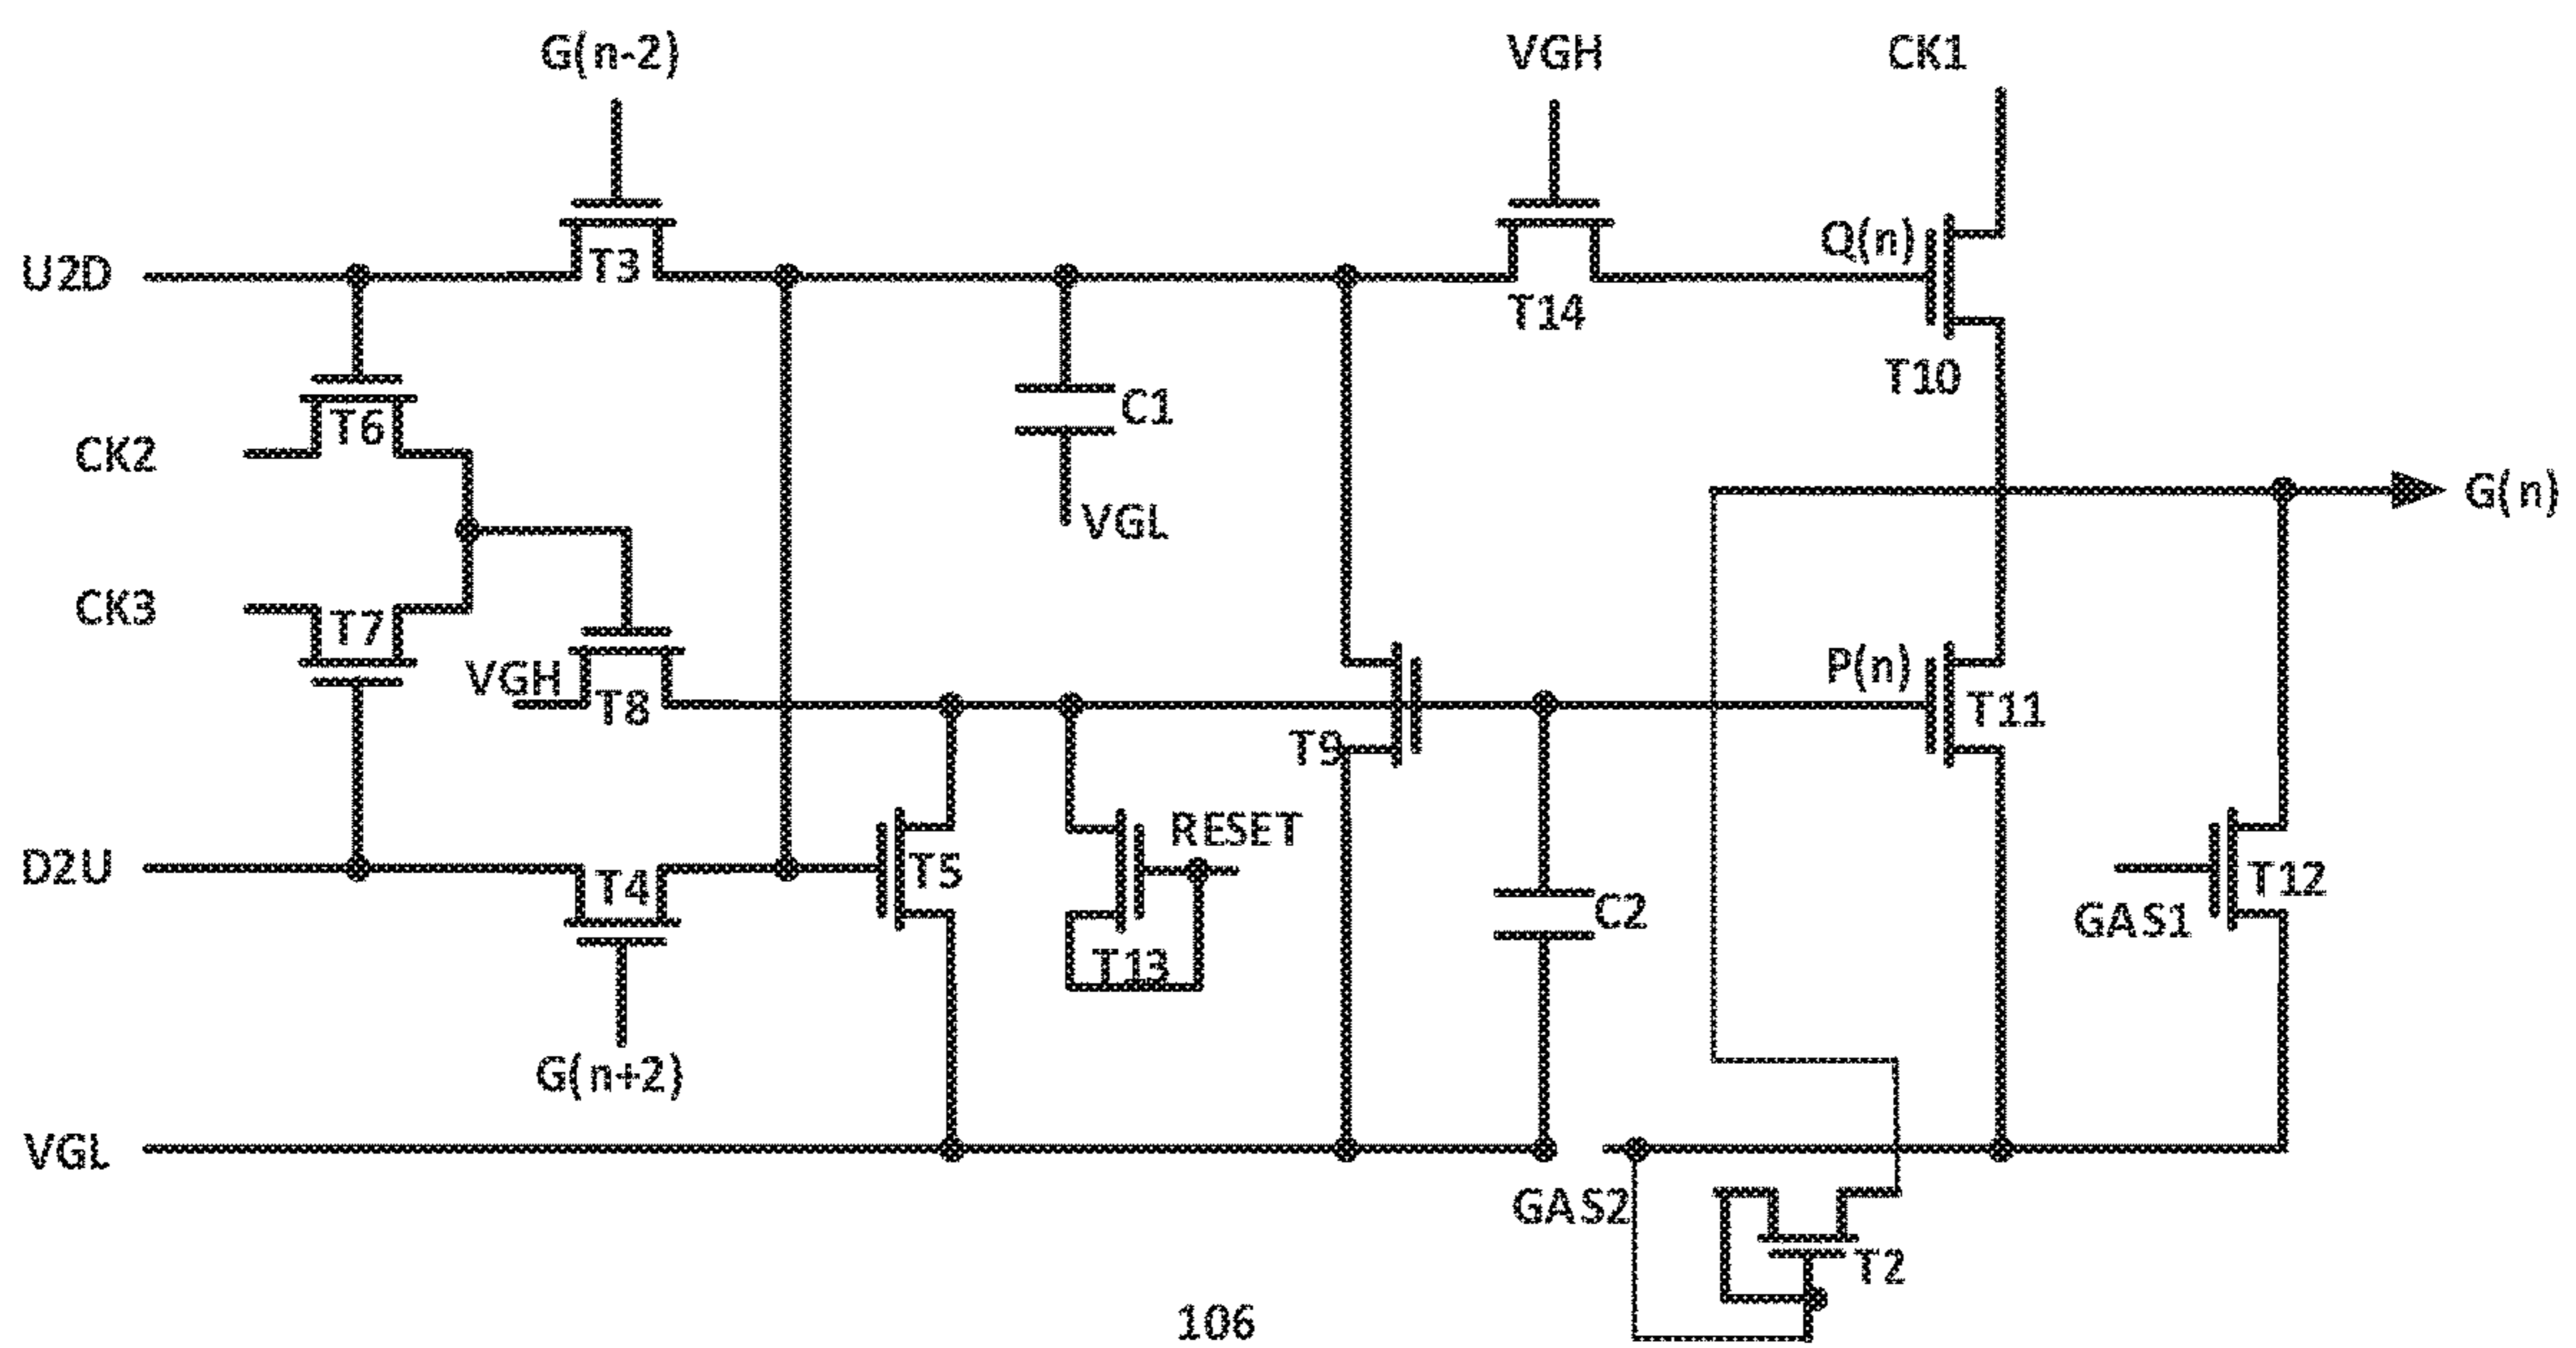 G(n-2)
VGH
CK1
U2D
T3
Q(n)
T14
T10
T6
C1
CK2
VGL
G(n)
CK3
T7
VGH
T8
P(n)
T11
T9
RESET
D2U
T4
T5
T12
C2
GAS1
T13
G(n+2)
VGL
GAS2
T2
106